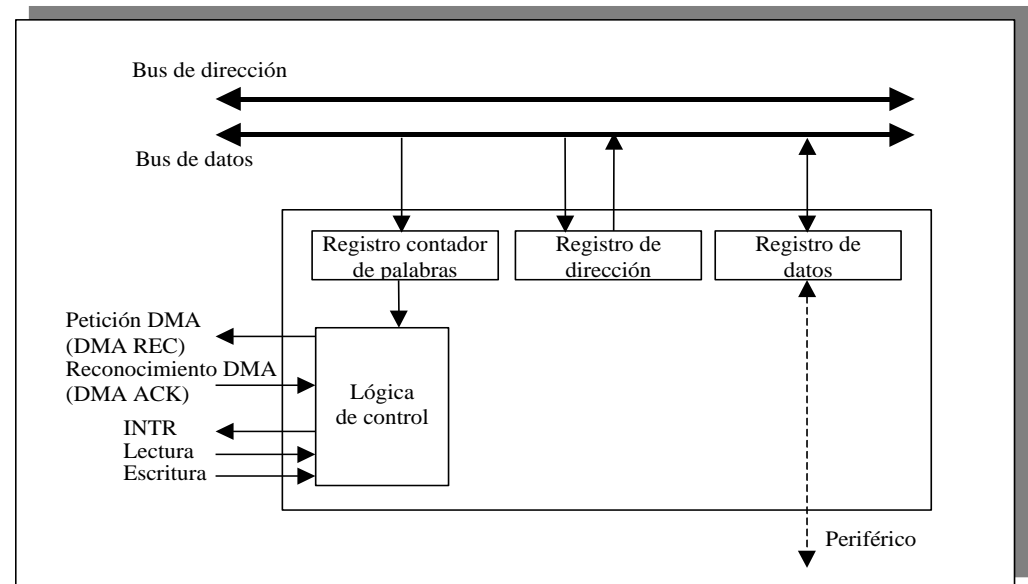 Bus de dirección
Bus de datos
Registro contador
de palabras
Registro de
dirección
Registro de
datos
Petición DMA
(DMA REC)
Reconocimiento DMA
(DMA ACK)
Lógica
de control
INTR
Lectura
Escritura
Periférico